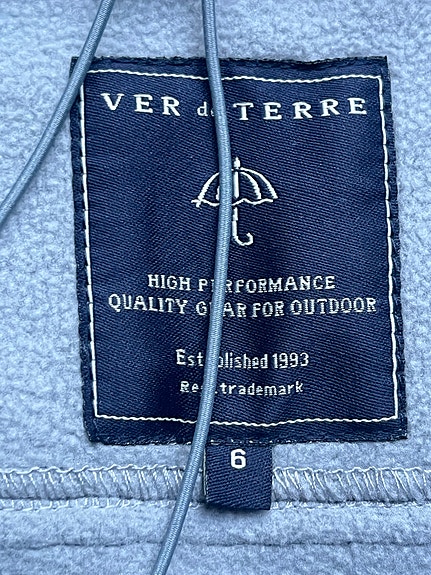 VER de TERRE
HIGH PERFORMANCE
QUALITY GEAR FOR OUTDOOR
Established 1993
Reg. trademark
6